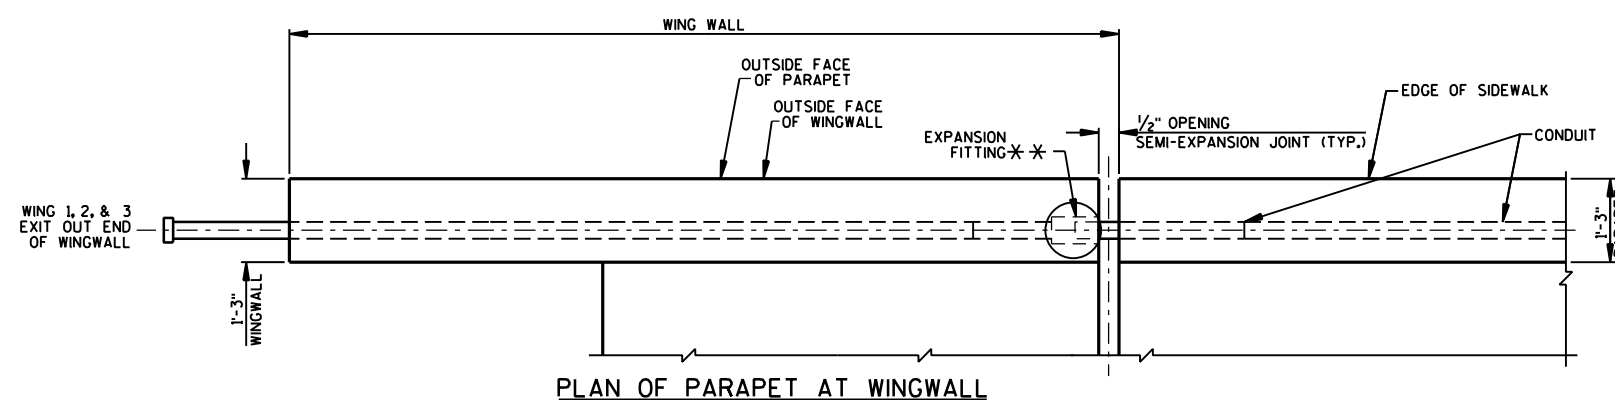 WING WALL
OUTSIDE FACE
OF PARAPET
OUTSIDE FACE
OF WINGWALL
EXPANSION
FITTING✳ ✳
1/2" OPENING
SEMI-EXPANSION JOINT (TYP.)
EDGE OF SIDEWALK
CONDUIT
WING 1, 2, & 3
EXIT OUT END
OF WINGWALL
1'-3"
WINGWALL
1'-3"
PLAN OF PARAPET AT WINGWALL